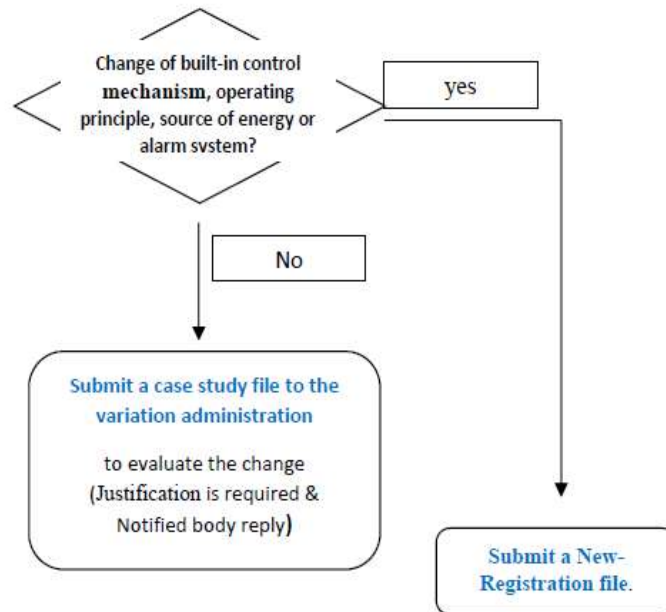 Change of built-in control
mechanism, operating
principle, source of energy or
alarm system?
yes
No
Submit a case study file to the
variation administration
to evaluate the change
(Justification is required &
Notified body reply)
Submit a New-
Registration file.